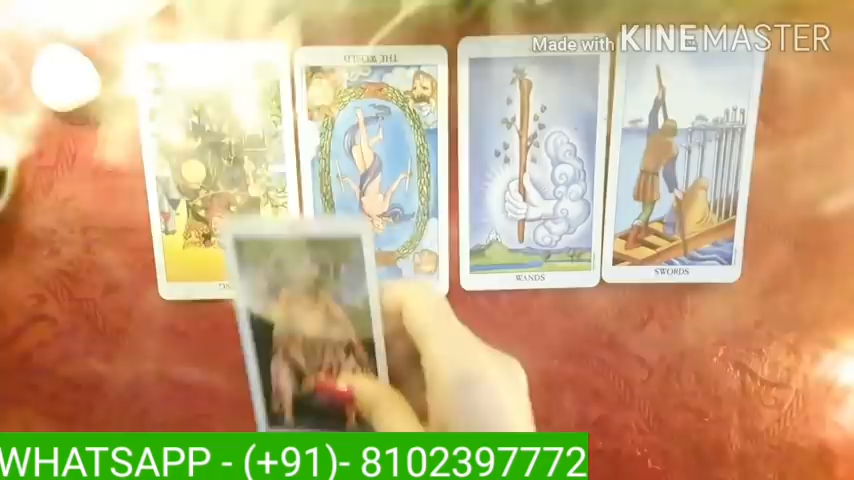 Made with KINEMASTER
THE WORLD
WANDS
SWORDS
WHATSAPP - (+91)- 8102397772